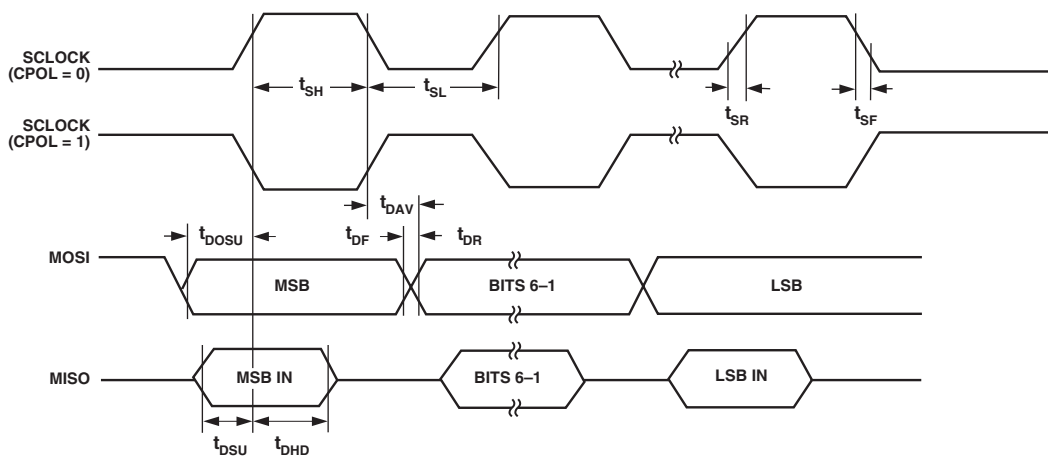 SCLOCK
(CPOL = 0)
tSH
tSL
tSR
tSF
SCLOCK
(CPOL = 1)
tDAV
tDOSU
tDF
tDR
MOSI
MSB
BITS 6–1
LSB
MISO
MSB IN
BITS 6–1
LSB IN
tDSU
tDHD